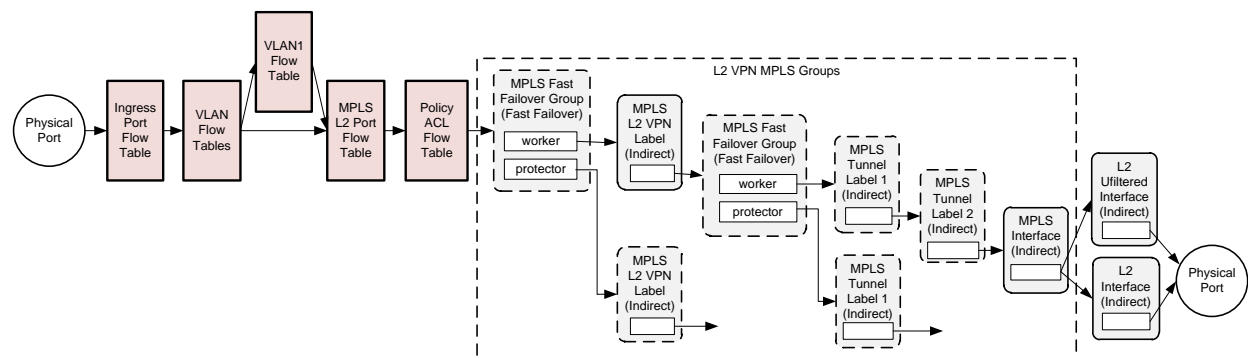 Physical
Port
Ingress
Port
Flow
Table
VLAN
Flow
Tables
VLAN1
Flow
Table
MPLS
L2 Port
Flow
Table
Policy
ACL
Flow
Table
L2 VPN MPLS Groups
MPLS Fast
Failover Group
(Fast Failover)
worker
protector
MPLS
L2 VPN
Label
(Indirect)
MPLS
L2 VPN
Label
(Indirect)
MPLS Fast
Failover Group
(Fast Failover)
worker
protector
MPLS
Tunnel
Label 1
(Indirect)
MPLS
Tunnel
Label 1
(Indirect)
MPLS
Tunnel
Label 2
(Indirect)
MPLS
Interface
(Indirect)
L2
Ufiltered
Interface
(Indirect)
L2
Interface
(Indirect)
Physical
Port